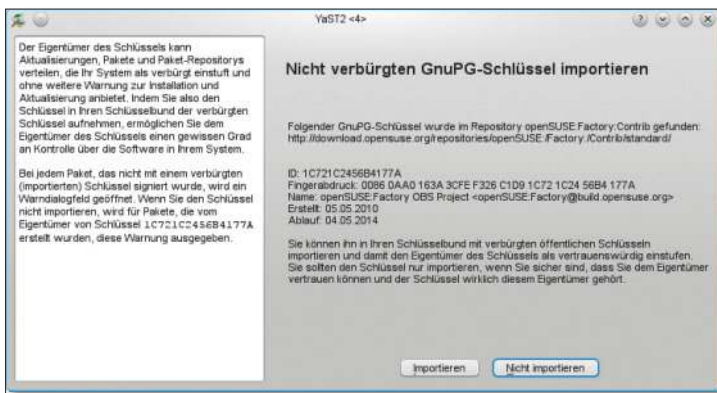 YaST2 <4>
Der Eigentümer des Schlüssels kann
Aktualisierungen, Pakete und Paket-Repositorys
verteilen, die Ihr System als verbürgt einstuft und
ohne weitere Warnung zur Installation und
Aktualisierung anbietet. Indem Sie also den
Schlüssel in Ihren Schlüsselbund der verbürgten
Schlüssel aufnehmen, ermöglichen Sie dem
Eigentümer des Schlüssels einen gewissen Grad
an Kontrolle über die Software in Ihrem System.
Bei jedem Paket, das nicht mit einem verbürgten
(importierten) Schlüssel signiert wurde, wird ein
Warndialogfeld geöffnet. Wenn Sie den Schlüssel
nicht importieren, wird für Pakete, die vom
Eigentümer von Schlüssel 1C721C2456B4177A
erstellt wurden, diese Warnung ausgegeben.
Nicht verbürgten GnuPG-Schlüssel importieren
Folgender GnuPG-Schlüssel wurde im Repository openSUSE:Factory:Contrib gefunden:
http://download.opensuse.org/repositories/openSUSE:/Factory:/Contrib/standard/
ID: 1C721C2456B4177A
Fingerabdruck: 0086 0AA0 163A 3CFE F326 C1D9 1C72 1C24 56B4 177A
Name: openSUSE:Factory OBS Project <openSUSE:Factory@build.opensuse.org>
Erstellt: 05.05.2010
Ablauf: 04.05.2014
Sie können ihn in Ihren Schlüsselbund mit verbürgten öffentlichen Schlüsseln
importieren und damit den Eigentümer des Schlüssels als vertrauenswürdig einstufen.
Sie sollten den Schlüssel nur importieren, wenn Sie sicher sind, dass Sie dem Eigentümer
vertrauen können und der Schlüssel wirklich diesem Eigentümer gehört.
Importieren
Nicht importieren